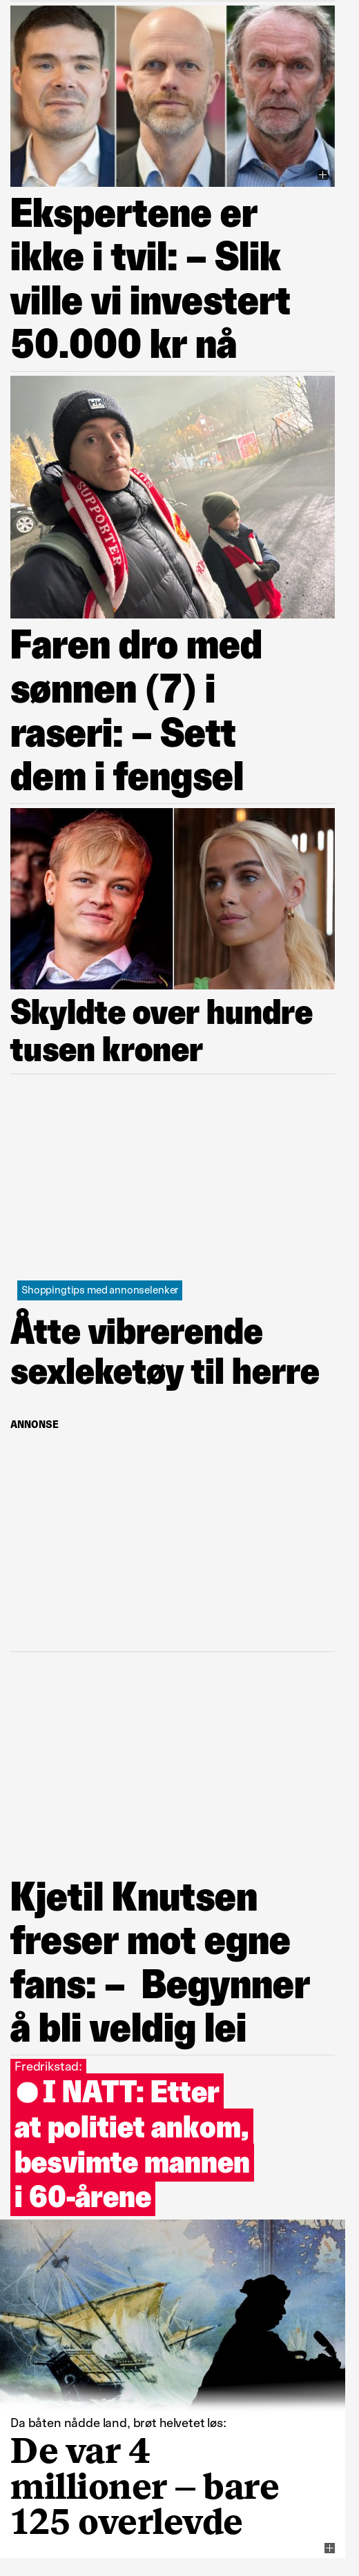 Ekspertene er
ikke i tvil: – Slik
ville vi investert
50.000 kr nå
HH
SUPPORTER
Faren dro med
sønnen (7) i
raseri: – Sett
dem i fengsel
Skyldte over hundre
tusen kroner
Shoppingtips med annonselenker
Åtte vibrerende
sexleketøy til herre
ANNONSE
Kjetil Knutsen
freser mot egne
fans: – Begynner
å bli veldig lei
Fredrikstad:
I NATT: Etter
at politiet ankom,
besvimte mannen
i 60-årene
Da båten nådde land, brøt helvetet løs:
De var 4
millioner – bare
125 overlevde